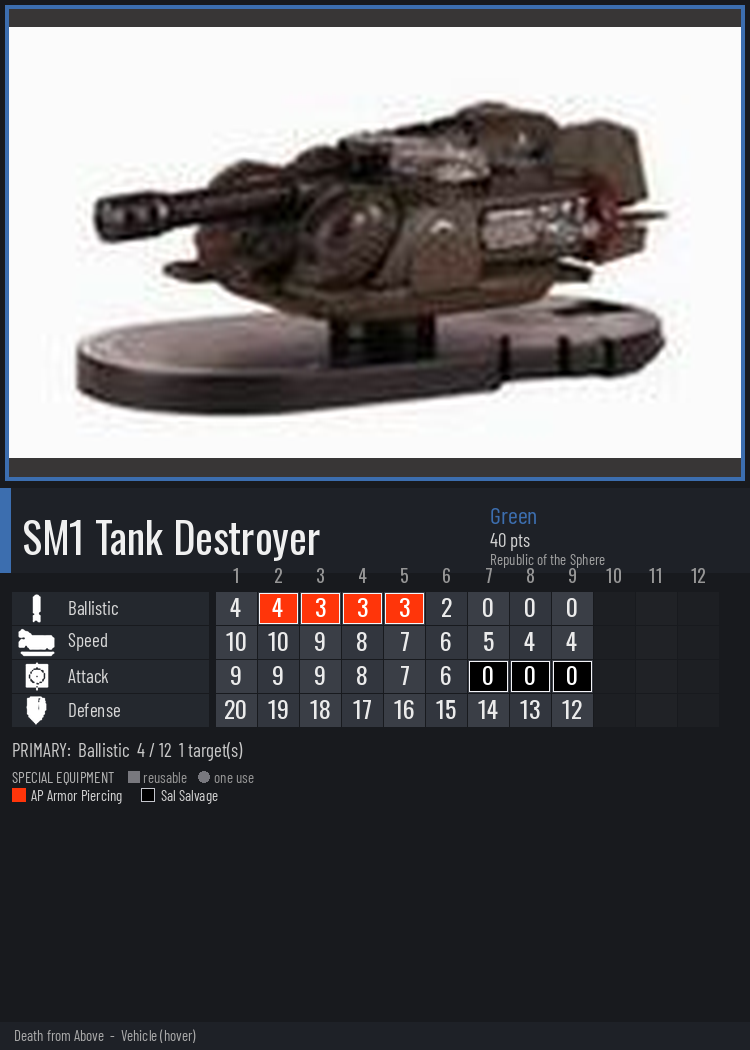 SM1 Tank Destroyer
Green
40 pts
Republic of the Sphere
1 2 3 4 5 6 7 8 9 10 11 12
Ballistic 4 4 3 3 3 2 0 0 0
Speed 10 10 9 8 7 6 5 4 4
Attack 9 9 9 8 7 6 0 0 0
Defense 20 19 18 17 16 15 14 13 12
PRIMARY: Ballistic 4 / 12 1 target(s)
SPECIAL EQUIPMENT reusable one use
AP Armor Piercing Sal Salvage
Death from Above - Vehicle (hover)